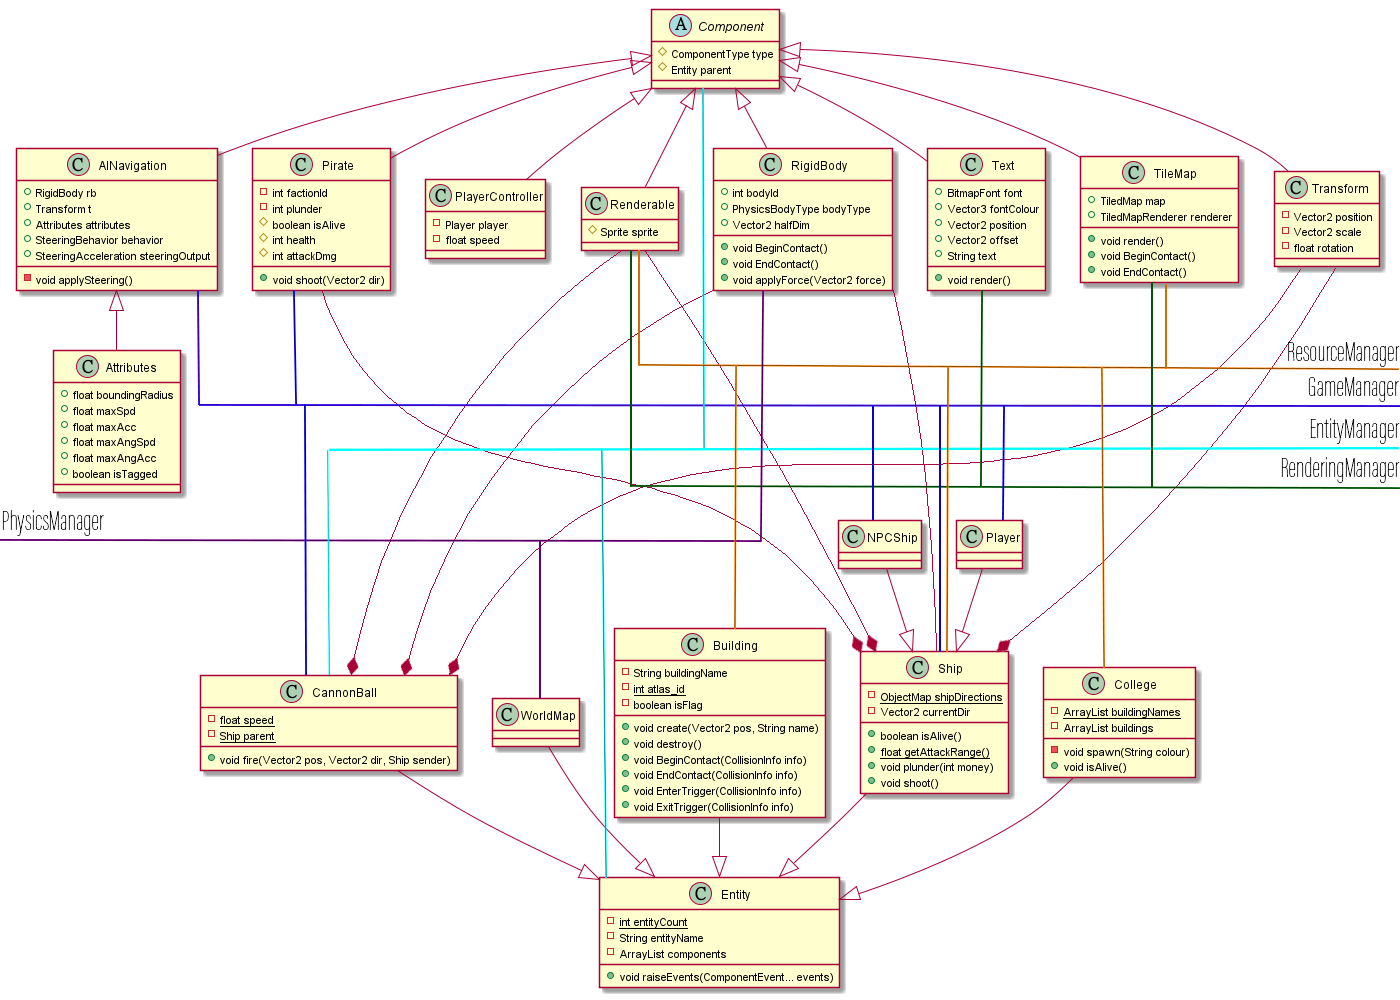 A Component
ComponentType type
Entity parent
C AINavigation
RigidBody rb
Transform t
Attributes attributes
SteeringBehavior behavior
SteeringAcceleration steeringOutput
void applySteering()
C Pirate
int factionId
int plunder
boolean isAlive
int health
int attackDmg
void shoot(Vector2 dir)
C PlayerController
Player player
float speed
C Renderable
Sprite sprite
C RigidBody
int bodyId
PhysicsBodyType bodyType
Vector2 halfDim
void BeginContact()
void EndContact()
void applyForce(Vector2 force)
C Text
BitmapFont font
Vector3 fontColour
Vector2 position
Vector2 offset
String text
void render()
C TileMap
TiledMap map
TiledMapRenderer renderer
void render()
void BeginContact()
void EndContact()
C Transform
Vector2 position
Vector2 scale
float rotation
C Attributes
float boundingRadius
float maxSpd
float maxAcc
float maxAngSpd
float maxAngAcc
boolean isTagged
ResourceManager
GameManager
EntityManager
RenderingManager
PhysicsManager
C NPCShip
C Player
C CannonBall
float speed
Ship parent
void fire(Vector2 pos, Vector2 dir, Ship sender)
C WorldMap
C Building
String buildingName
int atlas_id
boolean isFlag
void create(Vector2 pos, String name)
void destroy()
void BeginContact(CollisionInfo info)
void EndContact(CollisionInfo info)
void EnterTrigger(CollisionInfo info)
void ExitTrigger(CollisionInfo info)
C Ship
ObjectMap shipDirections
Vector2 currentDir
boolean isAlive()
float getAttackRange()
void plunder(int money)
void shoot()
C College
ArrayList buildingNames
ArrayList buildings
void spawn(String colour)
void isAlive()
C Entity
int entityCount
String entityName
ArrayList components
void raiseEvents(ComponentEvent... events)